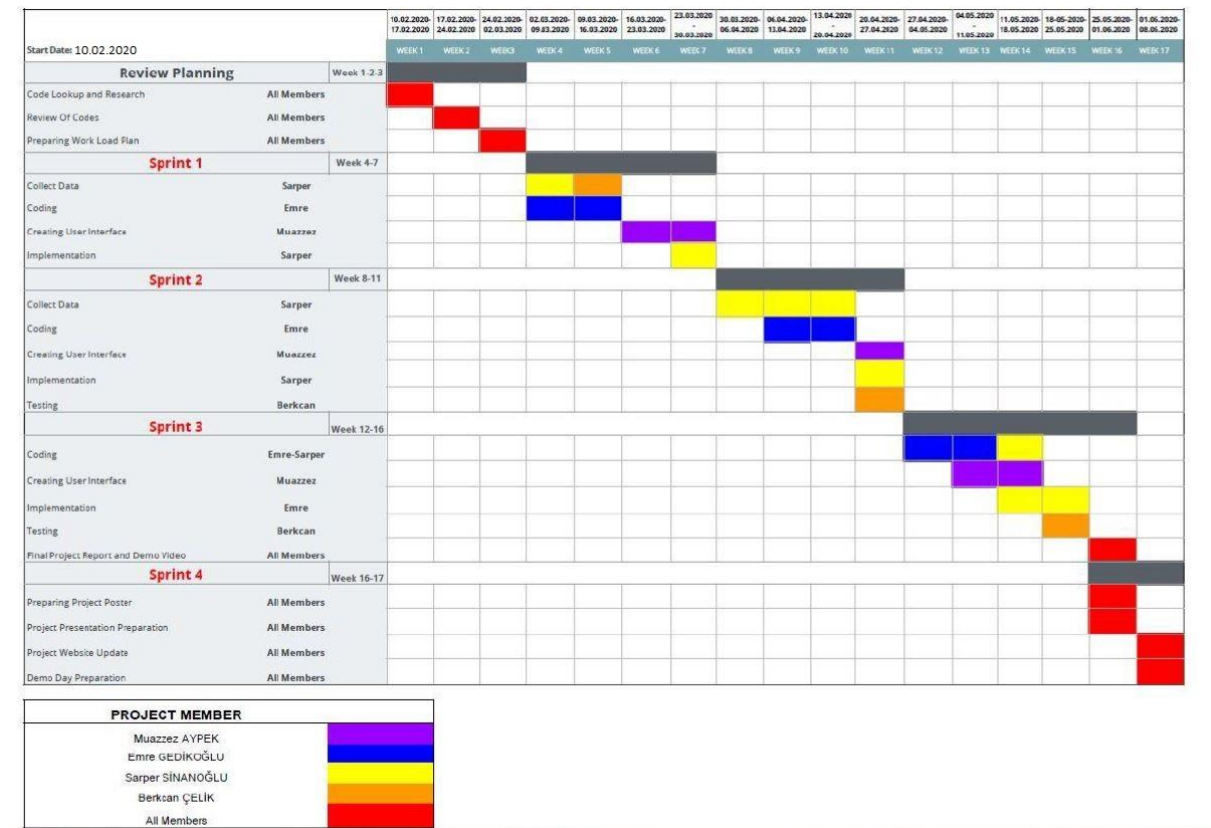 10.02.2020- 17.02.2020- 24.02.2020- 02.03.2020- 09.03.2020- 16.03.2020- 23.03.2020 30.03.2020- 06.04.2020- 13.04.2020 20.04.2020- 27.04.2020- 04.05.2020 11.05.2020- 18-05-2020- 25.05.2020- 01.06.2020-
17.02.2020 24.02.2020 02.03.2020 09.03.2020 16.03.2020 23.03.2020 - 30.03.2020 06.04.2020 13.04.2020 - 20.04.2020 27.04.2020 04.05.2020 - 11.05.2020 18.05.2020 25.05.2020 01.06.2020 08.06.2020
Start Date: 10.02.2020 WEEK 1 WEEK 2 WEEK3 WEEK 4 WEEK 5 WEEK 6 WEEK 7 WEEK 8 WEEK 9 WEEK 10 WEEK 11 WEEK 12 WEEK 13 WEEK 14 WEEK 15 WEEK 16 WEEK 17
Review Planning Week 1-2-3
Code Lookup and Research All Members
Review Of Codes All Members
Preparing Work Load Plan All Members
Sprint 1 Week 4-7
Collect Data Sarper
Coding Emre
Creating User Interface Muazzez
Implementation Sarper
Sprint 2 Week 8-11
Collect Data Sarper
Coding Emre
Creating User Interface Muazzez
Implementation Sarper
Testing Berkcan
Sprint 3 Week 12-16
Coding Emre-Sarper
Creating User Interface Muazzez
Implementation Emre
Testing Berkcan
Final Project Report and Demo Video All Members
Sprint 4 Week 16-17
Preparing Project Poster All Members
Project Presentation Preparation All Members
Project Website Update All Members
Demo Day Preparation All Members
PROJECT MEMBER
Muazzez AYPEK
Emre GEDİKOĞLU
Sarper SİNANOĞLU
Berkcan ÇELİK
All Members